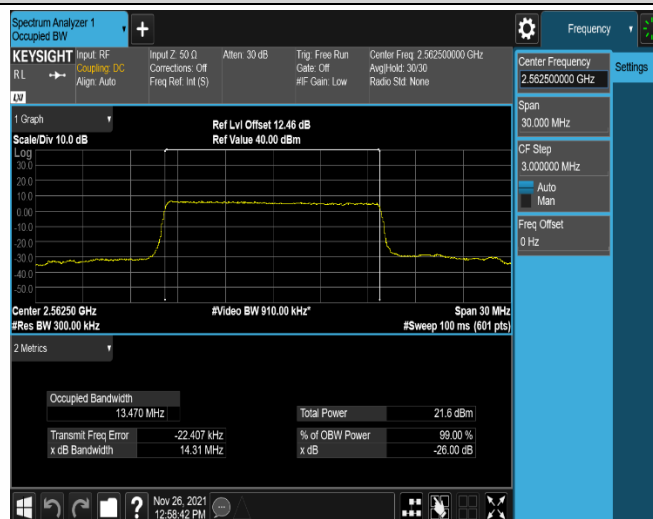 Spectrum Analyzer 1
Occupied BW
+
Frequency
KEYSIGHT
RL
LXI
Input: RF
Coupling: DC
Align: Auto
Input Z: 50 Ω
Corrections: Off
Freq Ref: Int (S)
Atten: 30 dB
Trig: Free Run
Gate: Off
#IF Gain: Low
Center Freq: 2.562500000 GHz
Avg|Hold: 30/30
Radio Std: None
Center Frequency
2.562500000 GHz
Settings
Span
30.000 MHz
CF Step
3.000000 MHz
Auto
Man
Freq Offset
0 Hz
1 Graph
Scale/Div 10.0 dB
Ref Lvl Offset 12.46 dB
Ref Value 40.00 dBm
Log
30.0
20.0
10.0
0.00
-10.0
-20.0
-30.0
-40.0
-50.0
Center 2.56250 GHz
#Res BW 300.00 kHz
#Video BW 910.00 kHz*
Span 30 MHz
#Sweep 100 ms (601 pts)
2 Metrics
Occupied Bandwidth
13.470 MHz
Total Power 21.6 dBm
Transmit Freq Error -22.407 kHz
% of OBW Power 99.00 %
x dB Bandwidth 14.31 MHz
x dB -26.00 dB
?
Nov 26, 2021
12:58:42 PM